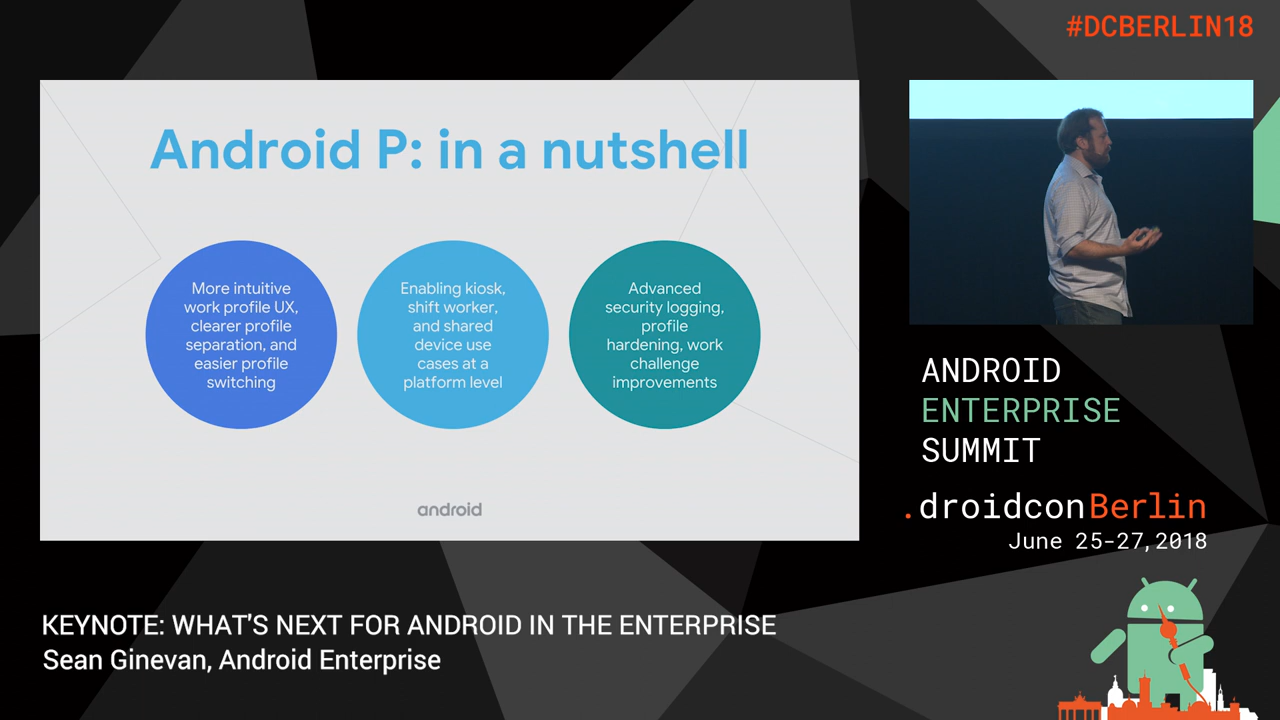 #DCBERLIN18
Android P: in a nutshell
More intuitive
work profile UX,
clearer profile
separation, and
easier profile
switching
Enabling kiosk,
shift worker,
and shared
device use
cases at a
platform level
Advanced
security logging,
profile
hardening, work
challenge
improvements
android
ANDROID
ENTERPRISE
SUMMIT
.droidconBerlin
June 25-27, 2018
KEYNOTE: WHAT'S NEXT FOR ANDROID IN THE ENTERPRISE
Sean Ginevan, Android Enterprise